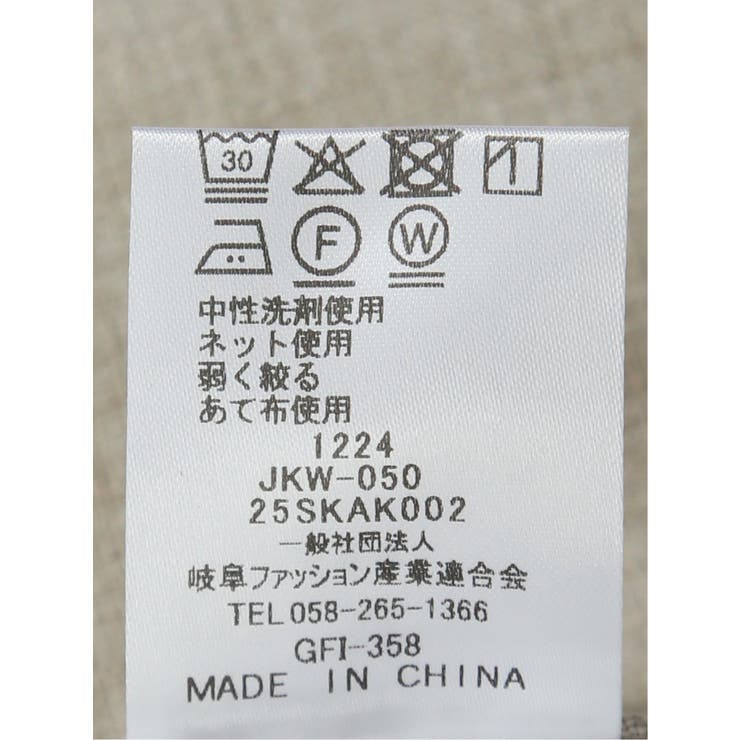 30
F W
中性洗剤使用
ネット使用
弱く絞る
あて布使用
1224
JKW-050
25SKAK002
一般社団法人
岐阜ファッション産業連合会
TEL058-265-1366
GFI-358
MADE IN CHINA